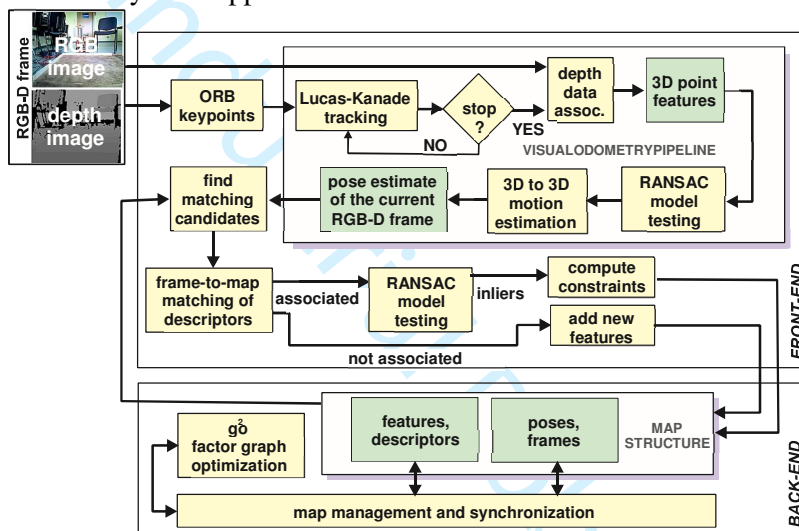 RGB-D frame
RGB
image
depth
image
ORB
keypoints
Lucas-Kanade
tracking
stop
?
YES
NO
depth
data
assoc.
3D point
features
VISUALODOMETRYPIPELINE
find
matching
candidates
pose estimate
of the current
RGB-D frame
3D to 3D
motion
estimation
RANSAC
model
testing
frame-to-map
matching of
descriptors
associated
RANSAC
model
testing
inliers
compute
constraints
add new
features
not associated
FRONT-END
g2o
factor graph
optimization
features,
descriptors
poses,
frames
MAP
STRUCTURE
map management and synchronization
BACK-END